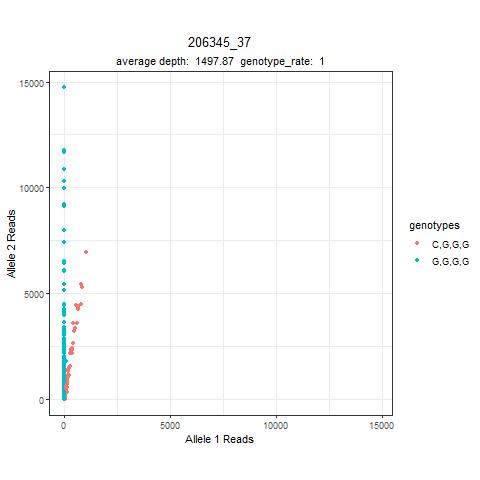 206345_37
average depth:  1497.87  genotype_rate:  1
15000
10000
5000
0
Allele 2 Reads
0
5000
10000
15000
Allele 1 Reads
genotypes
C,G,G,G
G,G,G,G